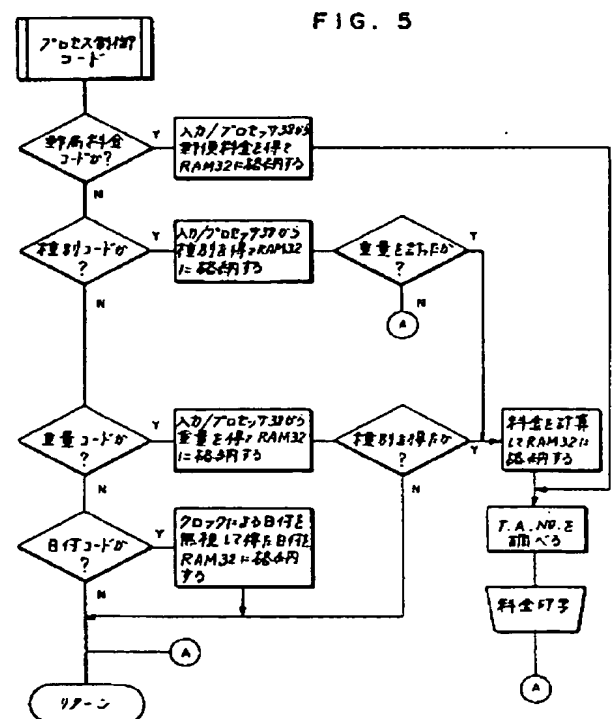 FIG. 5
プロセス制御
コード
郵便料金
コードか?
Y
入力/プロセッサ38から
郵便料金を得て
RAM32に格納する
N
種別コードか
?
Y
入力/プロセッサ38から
種別を得てRAM32
に格納する
重量を得たか
?
Y
N
A
N
重量コードか
?
Y
入力/プロセッサ38から
重量を得てRAM32
に格納する
種別を得たか
?
Y
N
料金を計算
してRAM32に
格納する
N
日付コードか
?
Y
クロックによる日付を
無視して得た日付を
RAM32に格納
する
N
T.A.NO.を
調べる
料金印字
A
A
リターン